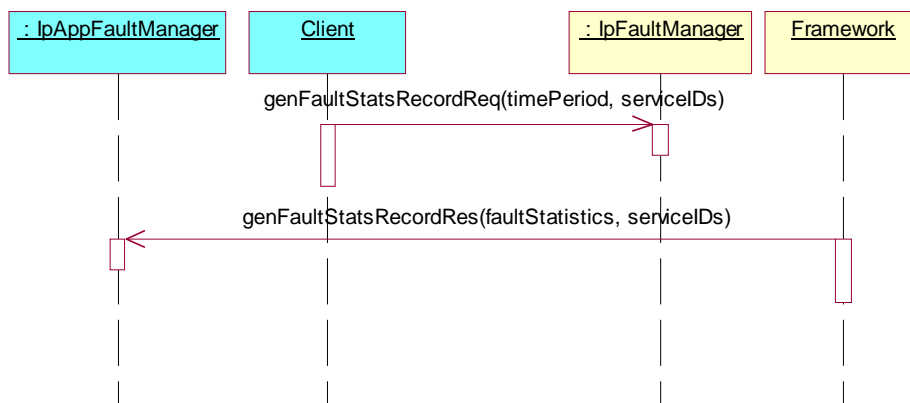 : IpAppFaultManager
Client
: IpFaultManager
Framework
genFaultStatsRecordReq(timePeriod, serviceIDs)
genFaultStatsRecordRes(faultStatistics, serviceIDs)